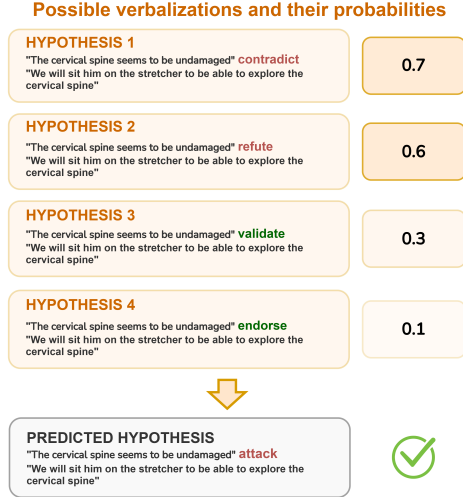 Possible verbalizations and their probabilities
HYPOTHESIS 1
"The cervical spine seems to be undamaged" contradict
"We will sit him on the stretcher to be able to explore the
cervical spine"
0.7
HYPOTHESIS 2
"The cervical spine seems to be undamaged" refute
"We will sit him on the stretcher to be able to explore the
cervical spine"
0.6
HYPOTHESIS 3
"The cervical spine seems to be undamaged" validate
"We will sit him on the stretcher to be able to explore the
cervical spine"
0.3
HYPOTHESIS 4
"The cervical spine seems to be undamaged" endorse
"We will sit him on the stretcher to be able to explore the
cervical spine"
0.1
PREDICTED HYPOTHESIS
"The cervical spine seems to be undamaged" attack
"We will sit him on the stretcher to be able to explore the
cervical spine"